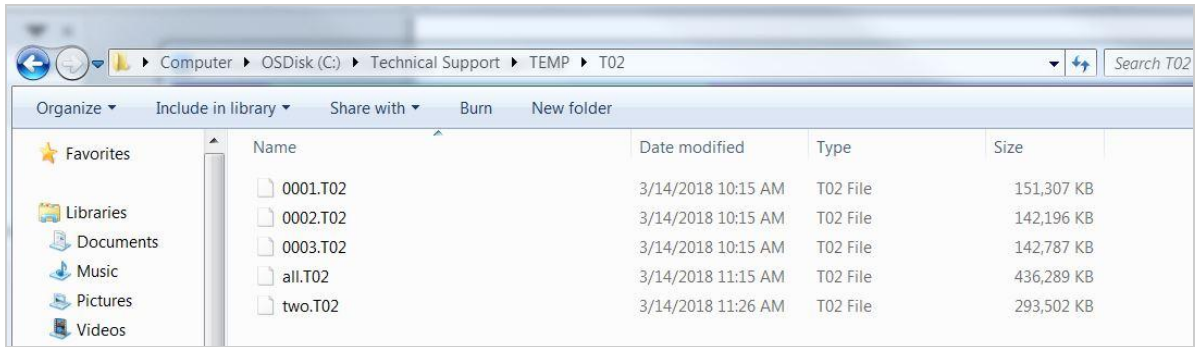 Computer OSDisk (C:) Technical Support TEMP T02 Search T02
Organize Include in library Share with Burn New folder
Favorites
Libraries
Documents
Music
Pictures
Videos
Name Date modified Type Size
0001.T02 3/14/2018 10:15 AM T02 File 151,307 KB
0002.T02 3/14/2018 10:15 AM T02 File 142,196 KB
0003.T02 3/14/2018 10:15 AM T02 File 142,787 KB
all.T02 3/14/2018 11:15 AM T02 File 436,289 KB
two.T02 3/14/2018 11:26 AM T02 File 293,502 KB